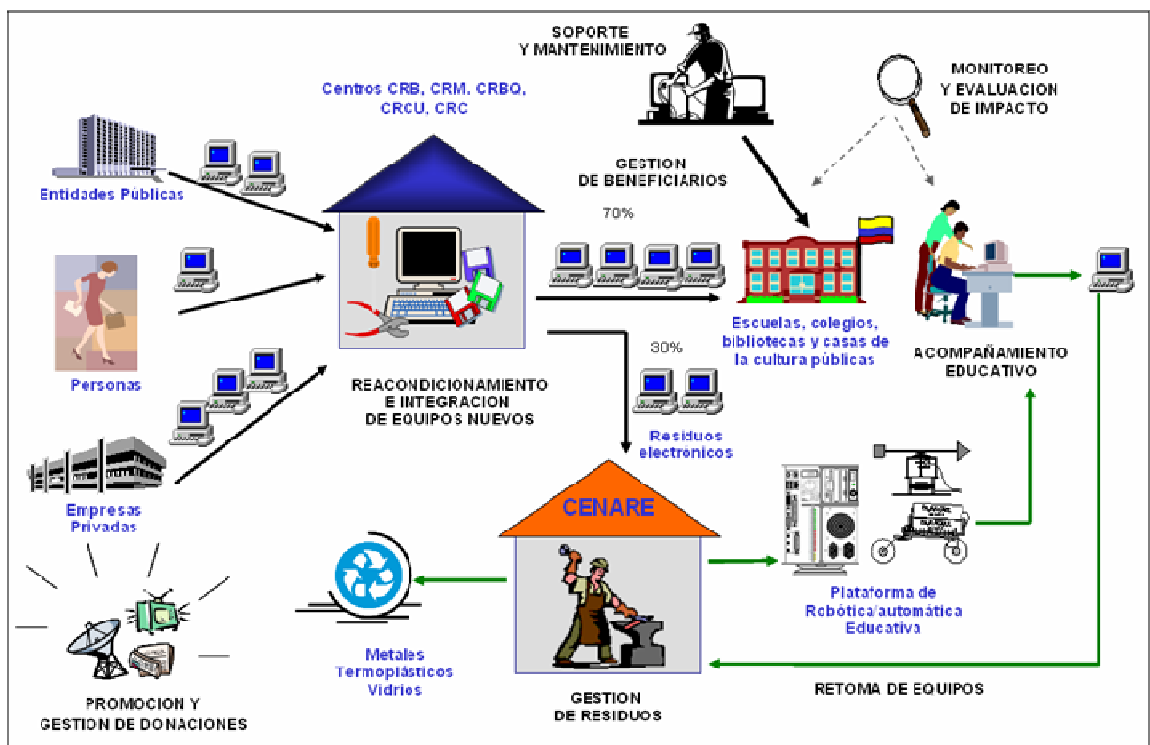 SOPORTE
Y MANTENIMIENTO
MONITOREO
Y EVALUACION
DE IMPACTO
Centros CRB, CRM, CRBQ,
CRCU, CRC
Entidades Públicas
GESTION
DE BENEFICIARIOS
70%
Personas
Escuelas, colegios,
bibliotecas y casas de
la cultura públicas
ACOMPAÑAMIENTO
EDUCATIVO
30%
REACONDICIONAMIENTO
E INTEGRACION
DE EQUIPOS NUEVOS
Residuos
electrónicos
Empresas
Privadas
CENARE
Plataforma de
Robótica/automática
Educativa
Metales
Termoplásticos
Vidrios
PROMOCION Y
GESTION DE DONACIONES
GESTION
DE RESIDUOS
RETOMA DE EQUIPOS